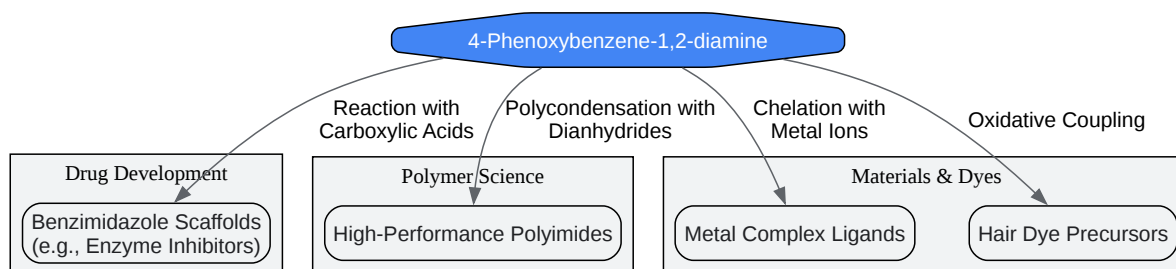 4-Phenoxybenzene-1,2-diamine
Reaction with
Carboxylic Acids
Polycondensation with
Dianhydrides
Chelation with
Metal Ions
Oxidative Coupling
Drug Development
Benzimidazole Scaffolds
(e.g., Enzyme Inhibitors)
Polymer Science
High-Performance Polyimides
Materials & Dyes
Metal Complex Ligands
Hair Dye Precursors